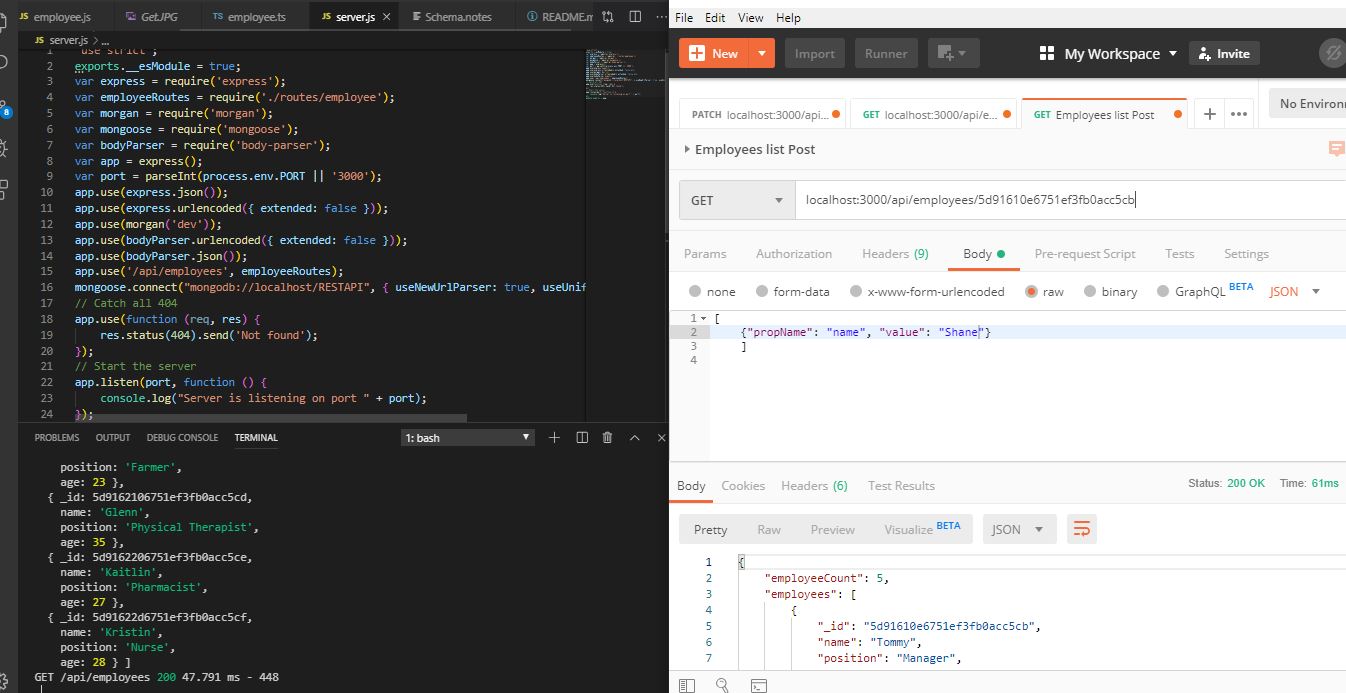 JS employee.js
Get.JPG
TS employee.ts
JS server.js ×
Schema.notes
README.m
JS server.js > ...
1 'use strict';
2 exports.__esModule = true;
3 var express = require('express');
4 var employeeRoutes = require('./routes/employee');
5 var morgan = require('morgan');
6 var mongoose = require('mongoose');
7 var bodyParser = require('body-parser');
8 var app = express();
9 var port = parseInt(process.env.PORT || '3000');
10 app.use(express.json());
11 app.use(express.urlencoded({ extended: false }));
12 app.use(morgan('dev'));
13 app.use(bodyParser.urlencoded({ extended: false }));
14 app.use(bodyParser.json());
15 app.use('/api/employees', employeeRoutes);
16 mongoose.connect("mongodb://localhost/RESTAPI", { useNewUrlParser: true, useUnif
17 // Catch all 404
18 app.use(function (req, res) {
19 res.status(404).send('Not found');
20 });
21 // Start the server
22 app.listen(port, function () {
23 console.log("Server is listening on port " + port);
24 });
8
PROBLEMS OUTPUT DEBUG CONSOLE TERMINAL 1: bash
position: 'Farmer',
age: 23 },
{ _id: 5d9162106751ef3fb0acc5cd,
name: 'Glenn',
position: 'Physical Therapist',
age: 35 },
{ _id: 5d9162206751ef3fb0acc5ce,
name: 'Kaitlin',
position: 'Pharmacist',
age: 27 },
{ _id: 5d91622d6751ef3fb0acc5cf,
name: 'Kristin',
position: 'Nurse',
age: 28 } ]
GET /api/employees 200 47.791 ms - 448
File Edit View Help
New Import Runner My Workspace Invite
PATCH localhost:3000/api...
GET localhost:3000/api/e...
GET Employees list Post
No Environ
Employees list Post
GET localhost:3000/api/employees/5d91610e6751ef3fb0acc5cb
Params Authorization Headers (9) Body Pre-request Script Tests Settings
none form-data x-www-form-urlencoded raw binary GraphQL BETA JSON
1 [
2 {"propName": "name", "value": "Shane"}
3 ]
4
Body Cookies Headers (6) Test Results Status: 200 OK Time: 61ms
Pretty Raw Preview Visualize BETA JSON
1 {
2 "employeeCount": 5,
3 "employees": [
4 {
5 "_id": "5d91610e6751ef3fb0acc5cb",
6 "name": "Tommy",
7 "position": "Manager",